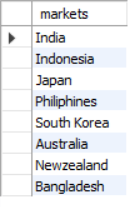 markets
India
Indonesia
Japan
Philiphines
South Korea
Australia
Newzealand
Bangladesh